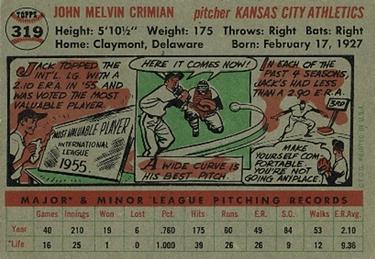 TOPPS
319
JOHN MELVIN CRIMIAN pitcher KANSAS CITY ATHLETICS
Height: 5'10½" Weight: 175 Throws: Right Bats: Right
Home: Claymont, Delaware Born: February 17, 1927
JACK TOPPED THE
INT'L. LG. WITH A
2.10 ERA IN '55,
AND WAS VOTED THE MOST
VALUABLE PLAYER.
MOST VALUABLE PLAYER
INTERNATIONAL
LEAGUE
1955.
HERE IT COMES NOW!
A WIDE CURVE IS
HIS BEST PITCH.
IN EACH OF THE
PAST 4 SEASONS,
JACK'S HAD LESS
THAN A 2.90 E.R.A.
3RD
MAKE YOURSELF COM-
FORTABLE.
YOU'RE NOT
GOING ANYPLACE.
MAJOR & MINOR LEAGUE PITCHING RECORDS
Games Innings Won Lost Pct. Hits Runs E.R. S.O. Walks E.R.Avg.
Year 40 210 19 6 .760 175 60 49 84 53 2.10
Life 16 25 1 0 1.000 39 26 26 9 12 9.36